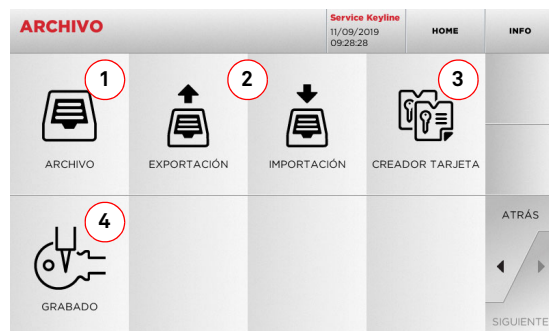 ARCHIVO
Service Keyline
11/09/2019
09:28:28
HOME
INFO
1
2
3
ARCHIVO
EXPORTACIÓN
IMPORTACIÓN
CREADOR TARJETA
4
ATRÁS
GRABADO
SIGUIENTE